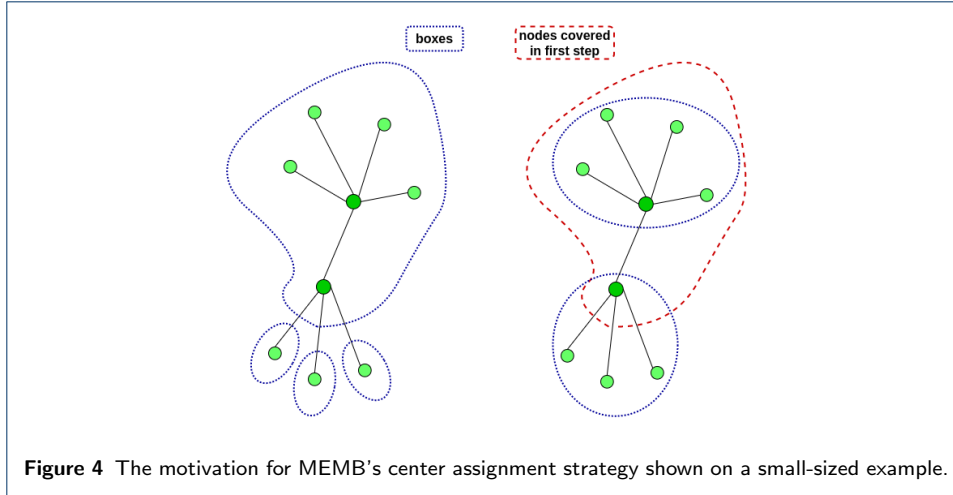 boxes
nodes covered
in first step
Figure 4 The motivation for MEMB's center assignment strategy shown on a small-sized example.